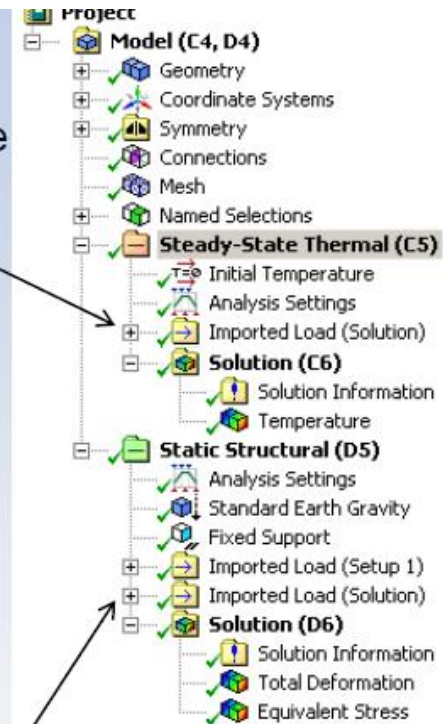 Project
Model (C4, D4)
Geometry
Coordinate Systems
Symmetry
e
Connections
Mesh
Named Selections
Steady-State Thermal (C5)
T=0 Initial Temperature
Analysis Settings
Imported Load (Solution)
Solution (C6)
Solution Information
Temperature
Static Structural (D5)
Analysis Settings
Standard Earth Gravity
Fixed Support
Imported Load (Setup 1)
Imported Load (Solution)
Solution (D6)
Solution Information
Total Deformation
Equivalent Stress